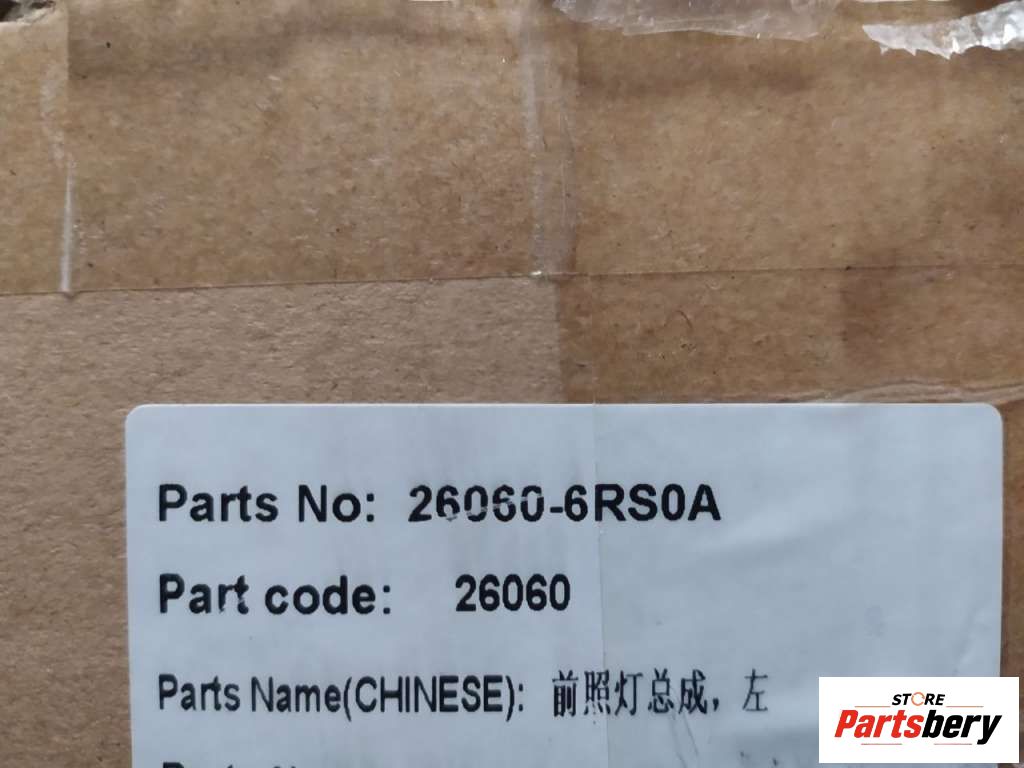 Parts No: 26060-6RS0A
Part code: 26060
Parts Name(CHINESE): 前照灯总成，左
STORE
Partsbery